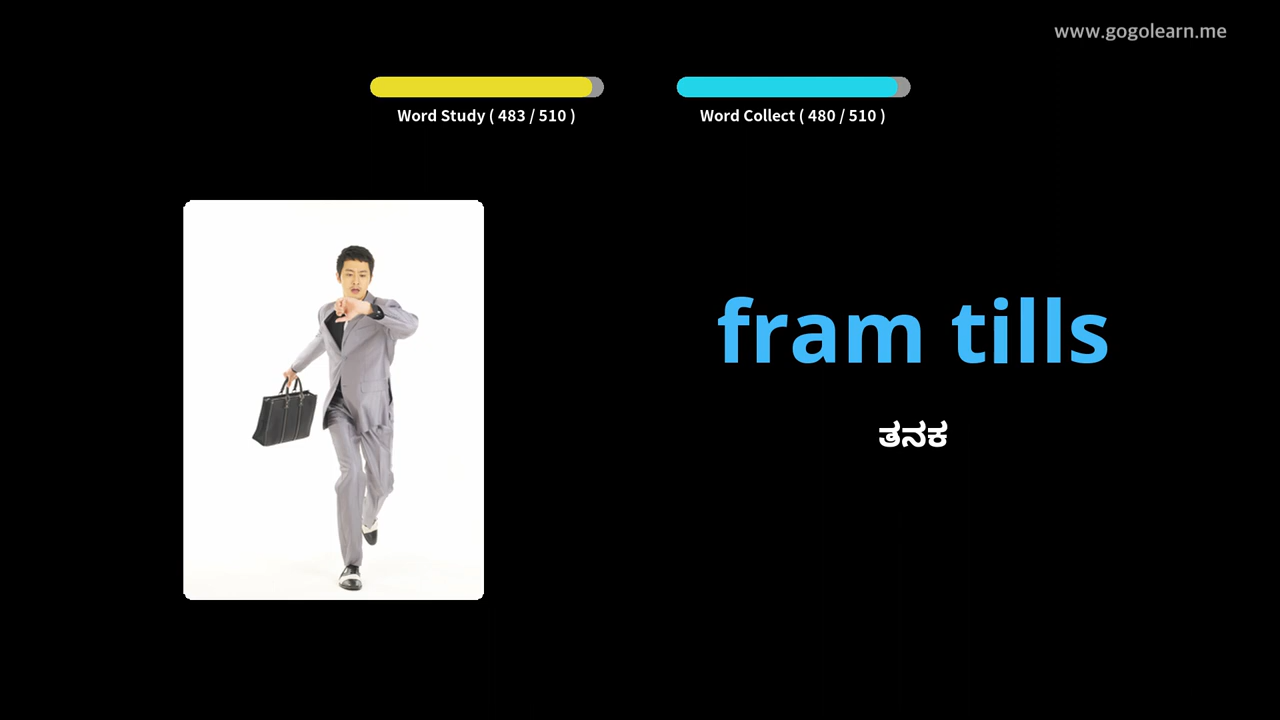 www.gogolearn.me
Word Study ( 483 / 510 )
Word Collect ( 480 / 510 )
fram tills
ತನಕ